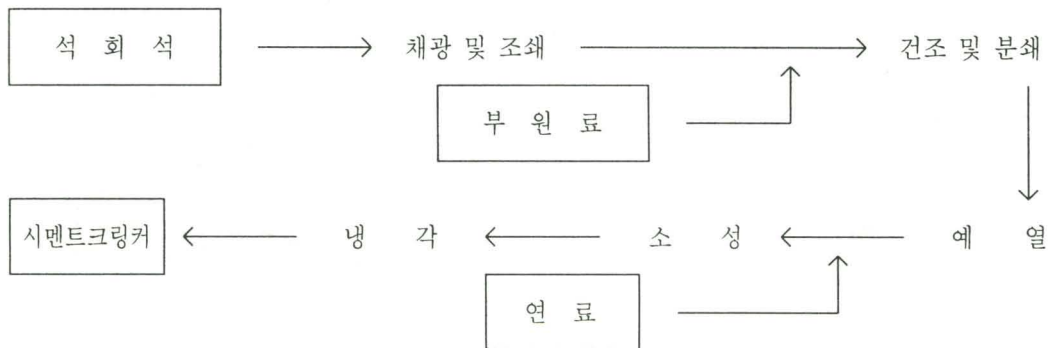 석 회 석 채광 및 조쇄 건조 및 분쇄
부 원 료
시멘트크링커 냉 각 소 성 예 열
연 료